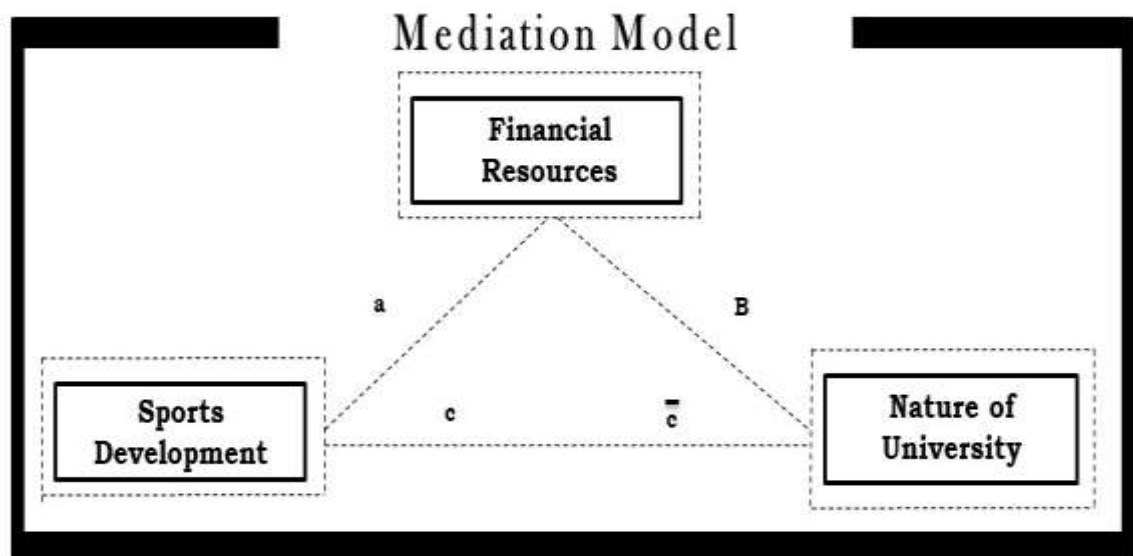 Mediation Model
Financial
Resources
a
B
c
c̄
Sports
Development
Nature of
University